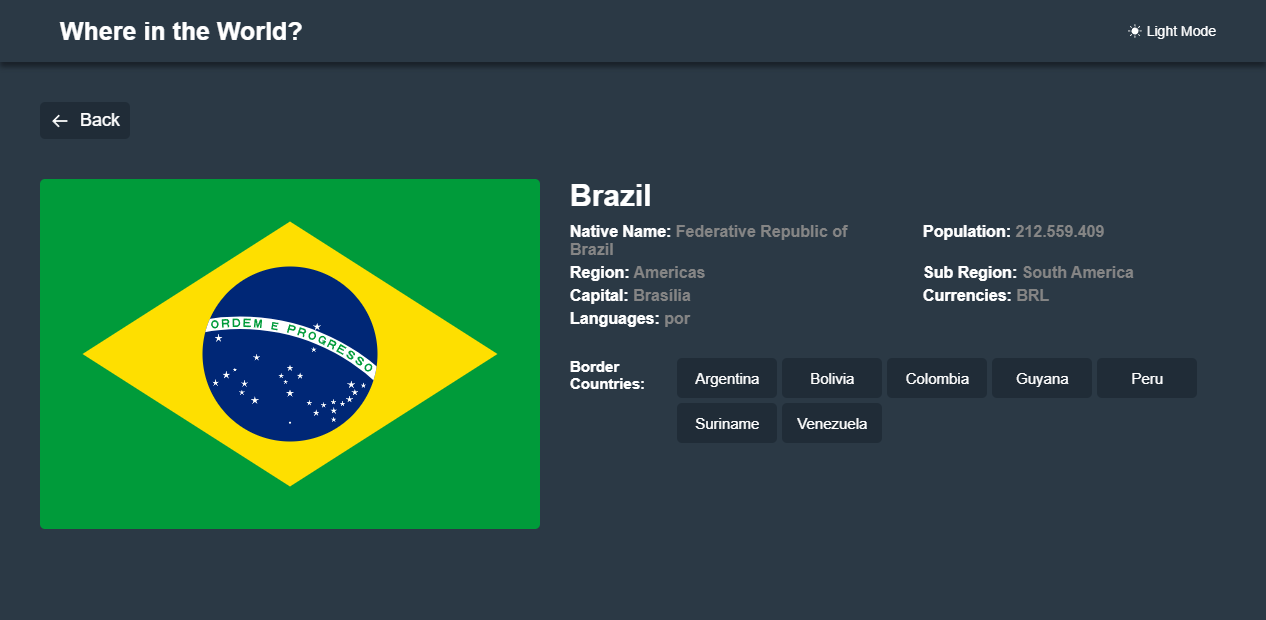 Where in the World?
Light Mode
Back
ORDEM E PROGRESSO
Brazil
Native Name: Federative Republic of
Brazil
Population: 212.559.409
Region: Americas
Sub Region: South America
Capital: Brasília
Currencies: BRL
Languages: por
Border
Countries:
Argentina
Bolivia
Colombia
Guyana
Peru
Suriname
Venezuela